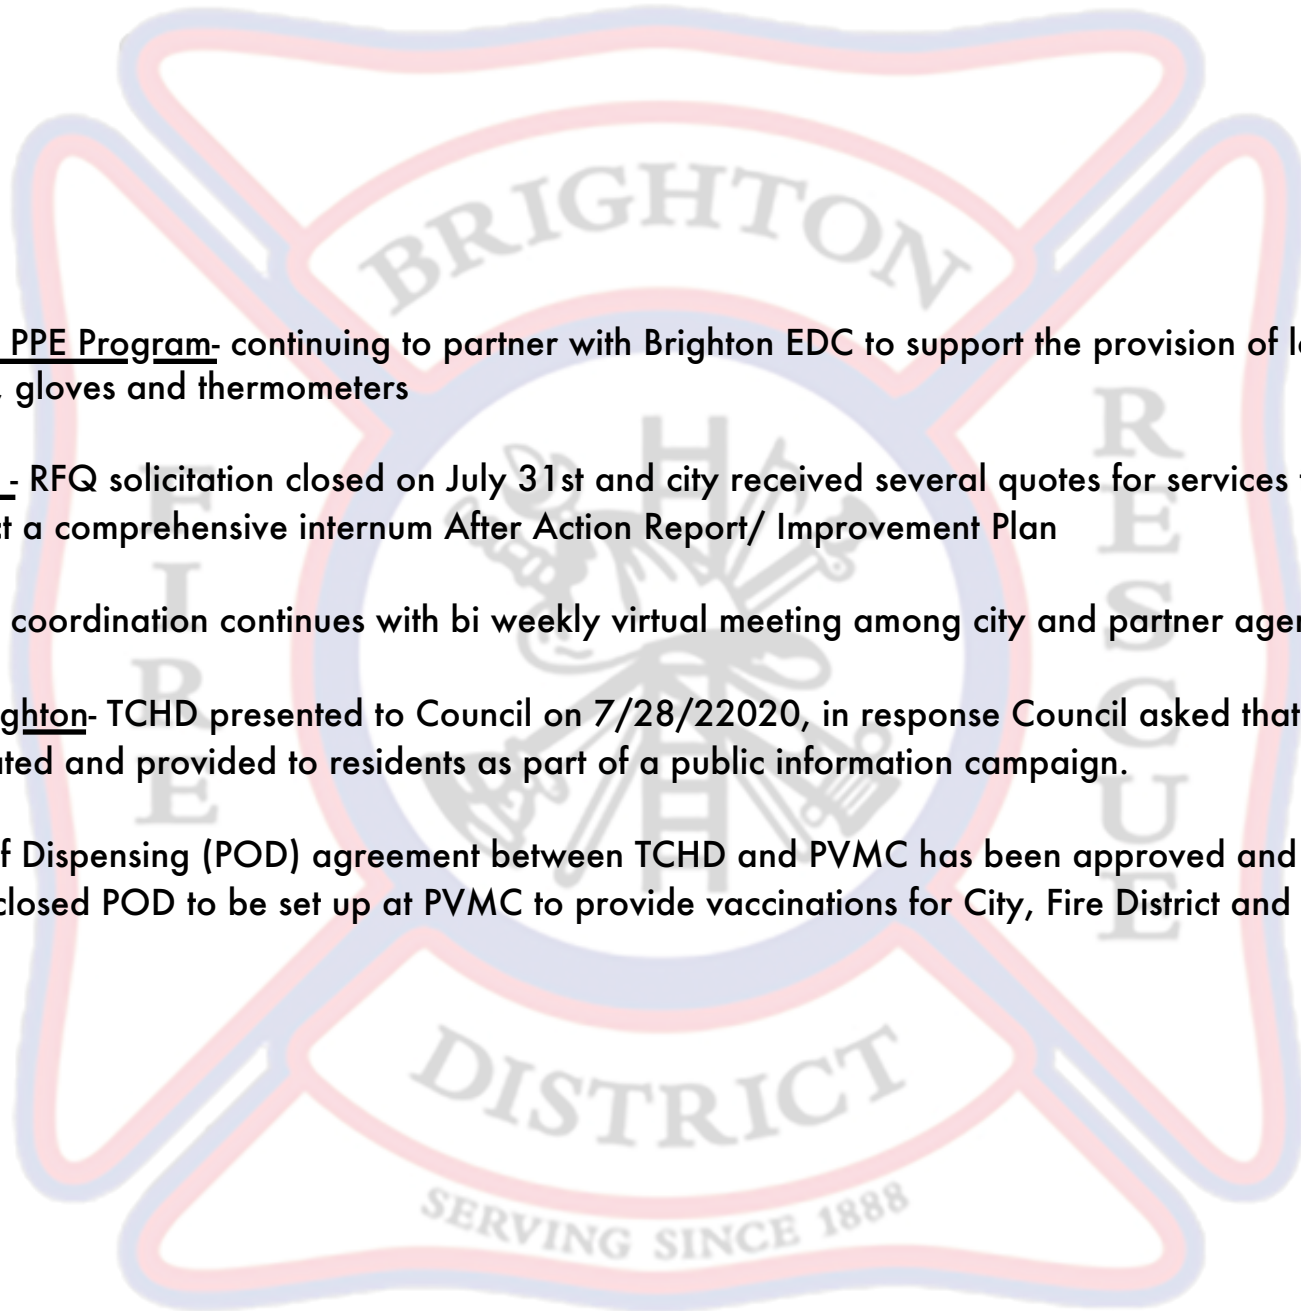 BRIGHTON
PPE Program- continuing to partner with Brighton EDC to support the provision of
, gloves and thermometers
- RFQ solicitation closed on July 31st and city received several quotes for services
a comprehensive internum After Action Report/ Improvement Plan
coordination continues with bi weekly virtual meeting among city and partner
- TCHD presented to Council on 7/28/22020, in response Council asked that
and provided to residents as part of a public information campaign.
Dispensing (POD) agreement between TCHD and PVMC has been approved and
closed POD to be set up at PVMC to provide vaccinations for City, Fire District and
FIRE
RESCUE
DISTRICT
SERVING SINCE 1888